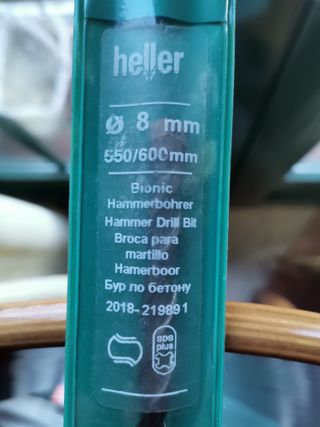 heller
Ø 8 mm
550/600mm
Bionic
Hammerbohrer
Hammer Drill Bit
Broca para
martillo
Hamerboor
Бур по бетону
2018-219891
SDS
plus